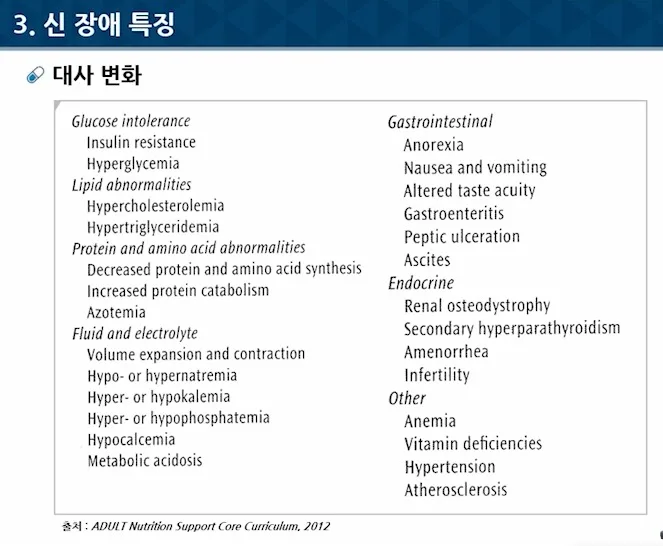 3. 신 장애 특징
대사 변화
Glucose intolerance
Insulin resistance
Hyperglycemia
Lipid abnormalities
Hypercholesterolemia
Hypertriglyceridemia
Protein and amino acid abnormalities
Decreased protein and amino acid synthesis
Increased protein catabolism
Azotemia
Fluid and electrolyte
Volume expansion and contraction
Hypo- or hypernatremia
Hyper- or hypokalemia
Hyper- or hypophosphatemia
Hypocalcemia
Metabolic acidosis
Gastrointestinal
Anorexia
Nausea and vomiting
Altered taste acuity
Gastroenteritis
Peptic ulceration
Ascites
Endocrine
Renal osteodystrophy
Secondary hyperparathyroidism
Amenorrhea
Infertility
Other
Anemia
Vitamin deficiencies
Hypertension
Atherosclerosis
출처 : ADULT Nutrition Support Core Curriculum, 2012